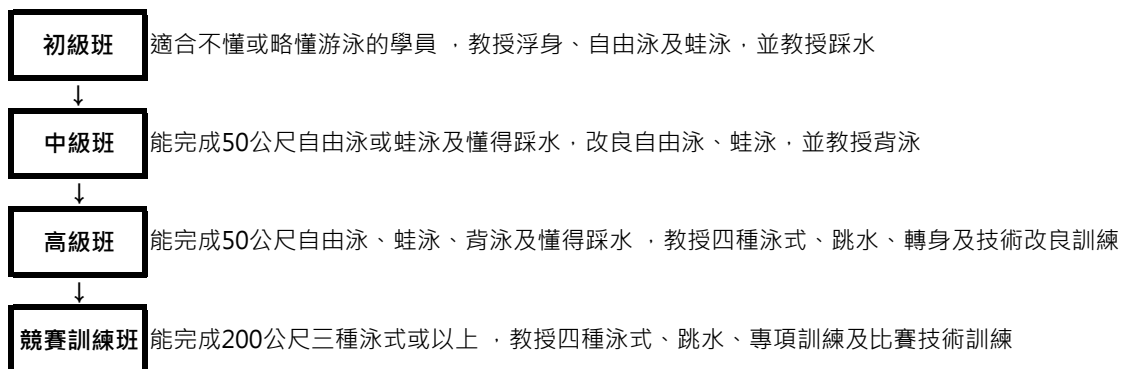 初級班 適合不懂或略懂游泳的學員，教授浮身、自由泳及蛙泳，並教授踩水
↓
中級班 能完成50公尺自由泳或蛙泳及懂得踩水，改良自由泳、蛙泳，並教授背泳
↓
高級班 能完成50公尺自由泳、蛙泳、背泳及懂得踩水，教授四種泳式、跳水、轉身及技術改良訓練
↓
競賽訓練班 能完成200公尺三種泳式或以上，教授四種泳式、跳水、專項訓練及比賽技術訓練